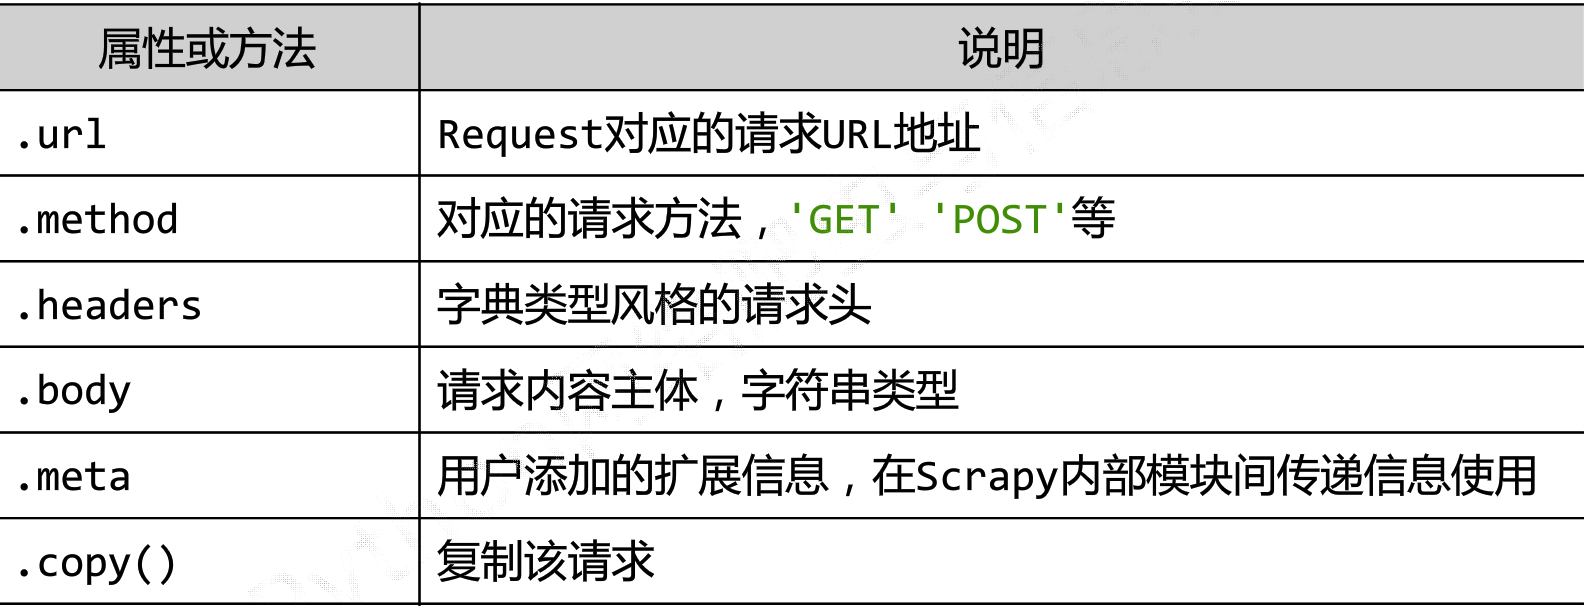 属性或方法 说明
.url Request对应的请求URL地址
.method 对应的请求方法，'GET' 'POST'等
.headers 字典类型风格的请求头
.body 请求内容主体，字符串类型
.meta 用户添加的扩展信息，在Scrapy内部模块间传递信息使用
.copy() 复制该请求